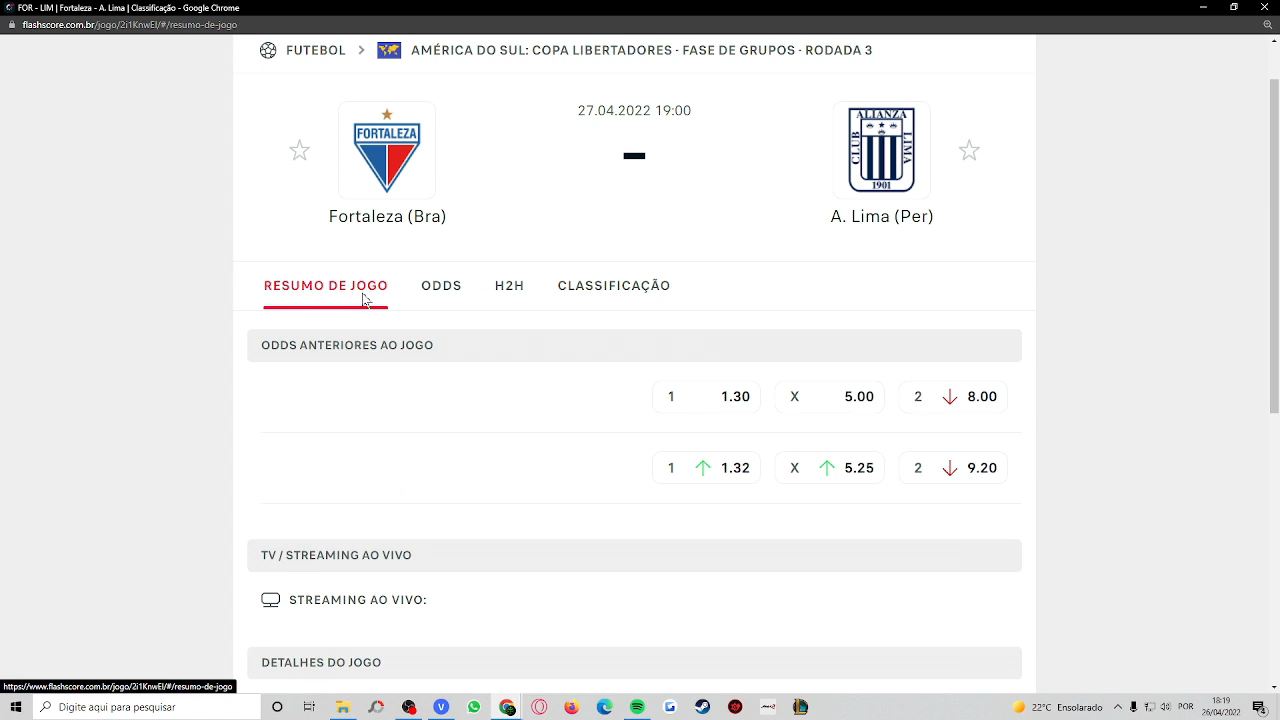 FOR - LIM | Fortaleza - A. Lima | Classificação - Google Chrome
flashscore.com.br/jogo/2i1KnwEI/#/resumo-de-jogo
FUTEBOL > AMÉRICA DO SUL: COPA LIBERTADORES - FASE DE GRUPOS - RODADA 3
27.04.2022 19:00
FORTALEZA
ALIANZA
CLUB
LIMA
1901
-
Fortaleza (Bra)
A. Lima (Per)
RESUMO DE JOGO ODDS H2H CLASSIFICAÇÃO
ODDS ANTERIORES AO JOGO
1 1.30 X 5.00 2 8.00
1 1.32 X 5.25 2 9.20
TV / STREAMING AO VIVO
STREAMING AO VIVO:
DETALHES DO JOGO
https://www.flashscore.com.br/jogo/2i1KnwEI/#/resumo-de-jogo
Digite aqui para pesquisar
22°C Ensolarado
POR
18:19
26/04/2022